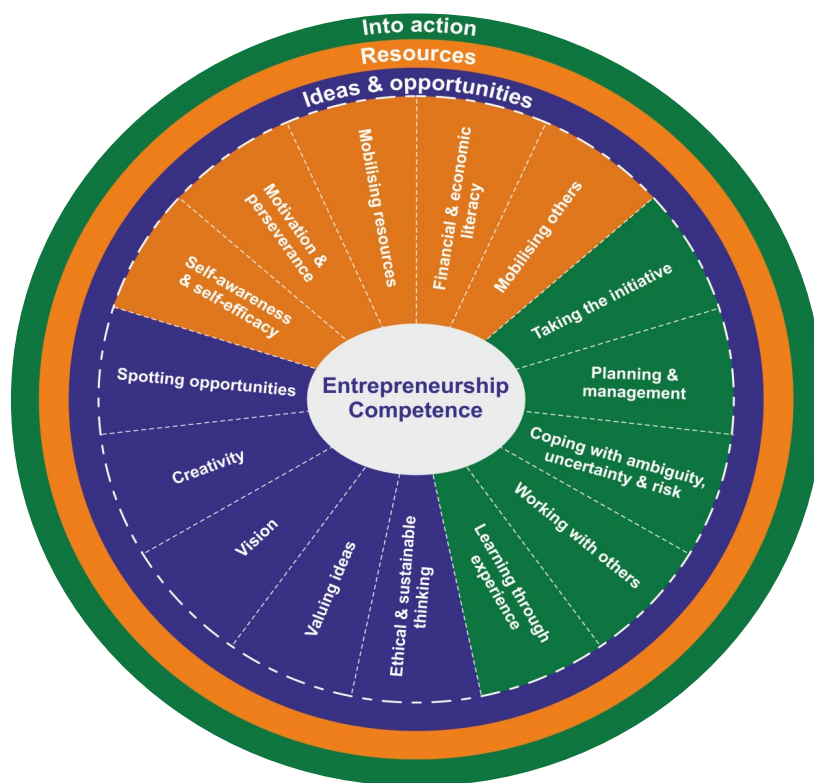 Into action
Resources
Ideas & opportunities
Self-awareness
& self-efficacy
Motivation &
perseverance
Mobilising resources
Financial & economic
literacy
Mobilising others
Taking the initiative
Planning &
management
Coping with ambiguity,
uncertainty & risk
Working with others
Learning through
experience
Ethical & sustainable
thinking
Valuing ideas
Vision
Creativity
Spotting opportunities
Entrepreneurship
Competence